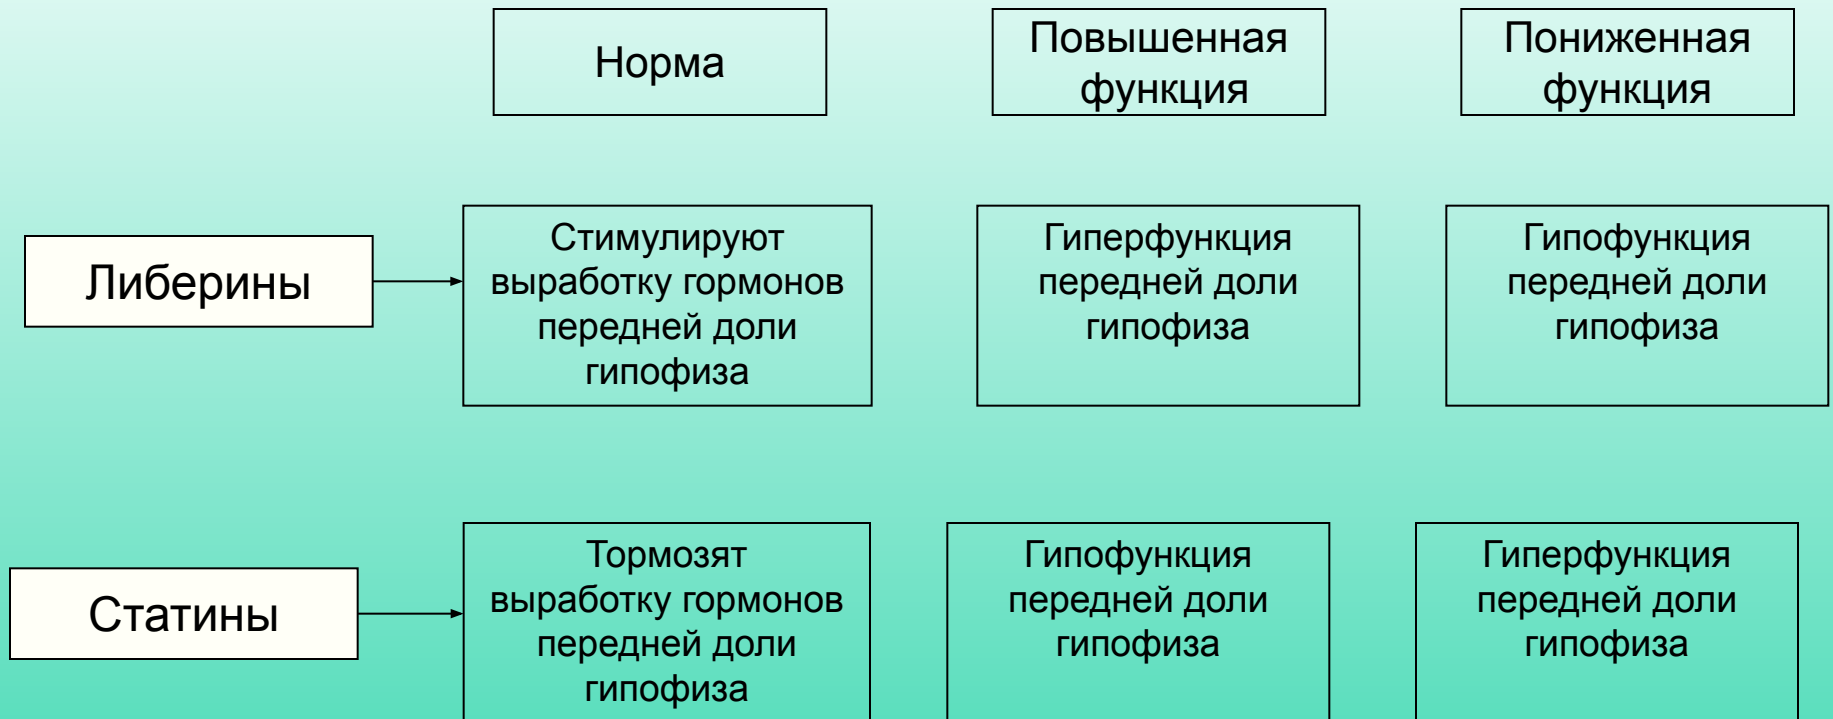 Норма
Повышенная
функция
Пониженная
функция
Либерины
Стимулируют
выработку гормонов
передней доли
гипофиза
Гиперфункция
передней доли
гипофиза
Гипофункция
передней доли
гипофиза
Статины
Тормозят
выработку гормонов
передней доли
гипофиза
Гипофункция
передней доли
гипофиза
Гиперфункция
передней доли
гипофиза